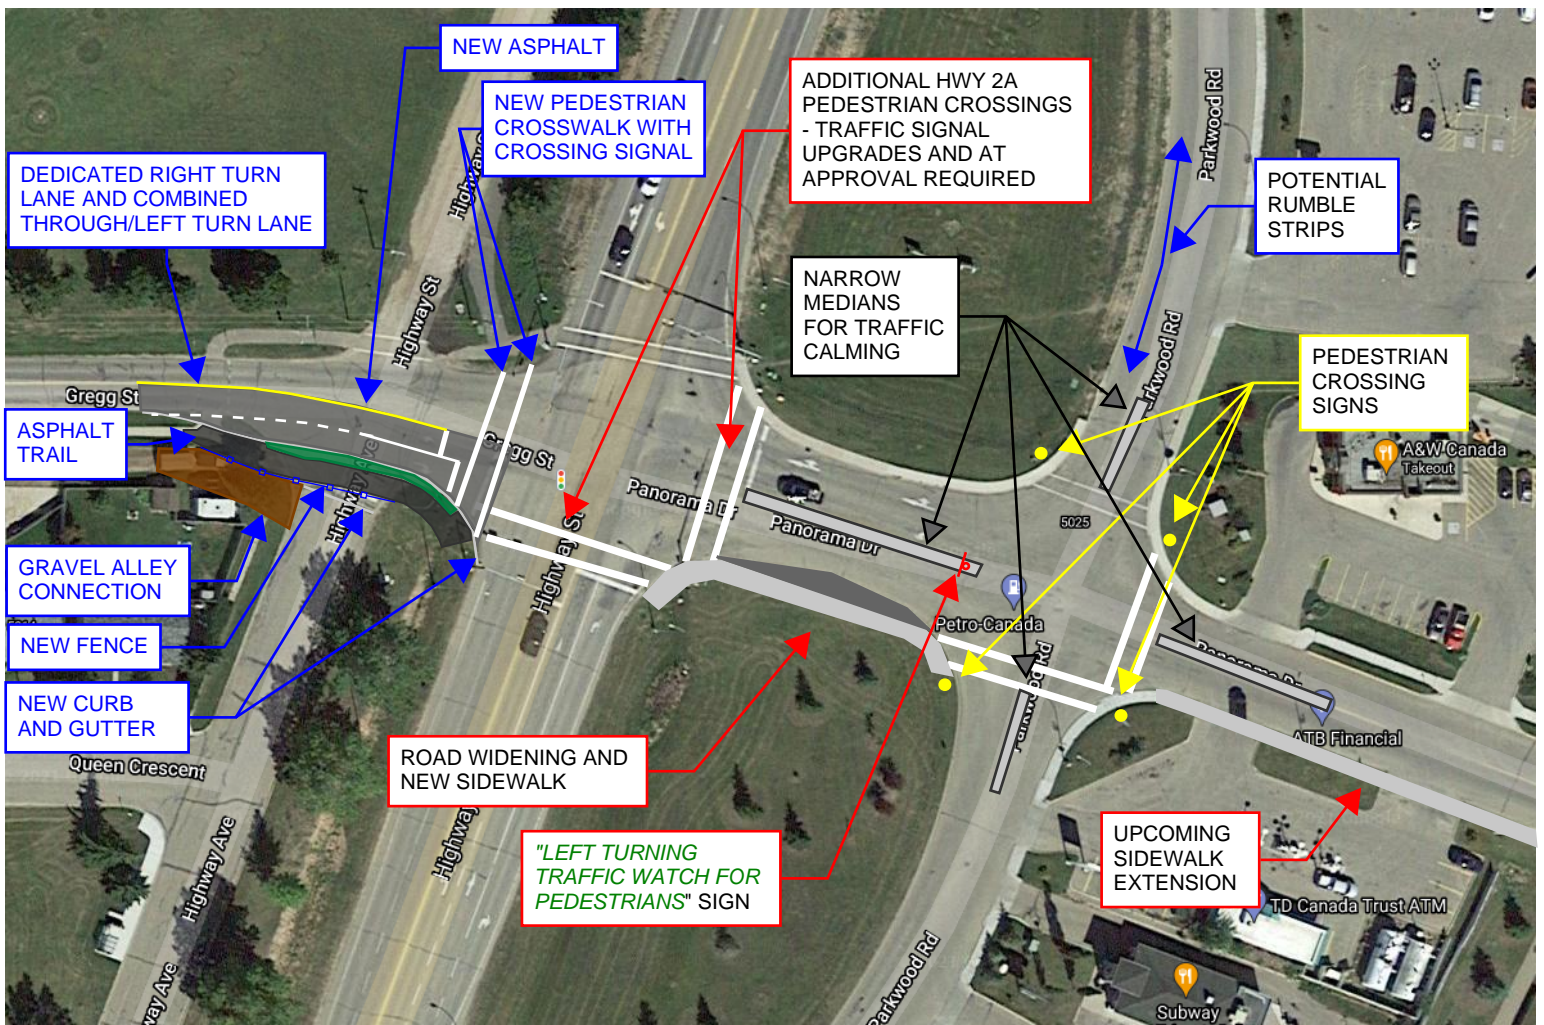 NEW ASPHALT
NEW PEDESTRIAN
CROSSWALK WITH
CROSSING SIGNAL
ADDITIONAL HWY 2A
PEDESTRIAN CROSSINGS
- TRAFFIC SIGNAL
UPGRADES AND AT
APPROVAL REQUIRED
DEDICATED RIGHT TURN
LANE AND COMBINED
THROUGH/LEFT TURN LANE
POTENTIAL
RUMBLE
STRIPS
Parkwood Rd
Highway St
NARROW
MEDIANS
FOR TRAFFIC
CALMING
PEDESTRIAN
CROSSING
SIGNS
Gregg St
ASPHALT
TRAIL
Gregg St
Panorama Dr
Panorama Dr
A&W Canada
Takeout
5025
GRAVEL ALLEY
CONNECTION
NEW FENCE
NEW CURB
AND GUTTER
Highway St
Petro-Canada
Parkwood Rd
ATB Financial
Queen Crescent
ROAD WIDENING AND
NEW SIDEWALK
"LEFT TURNING
TRAFFIC WATCH FOR
PEDESTRIANS" SIGN
UPCOMING
SIDEWALK
EXTENSION
Highway Ave
Highway
TD Canada Trust ATM
Parkwood Rd
Subway
way Ave